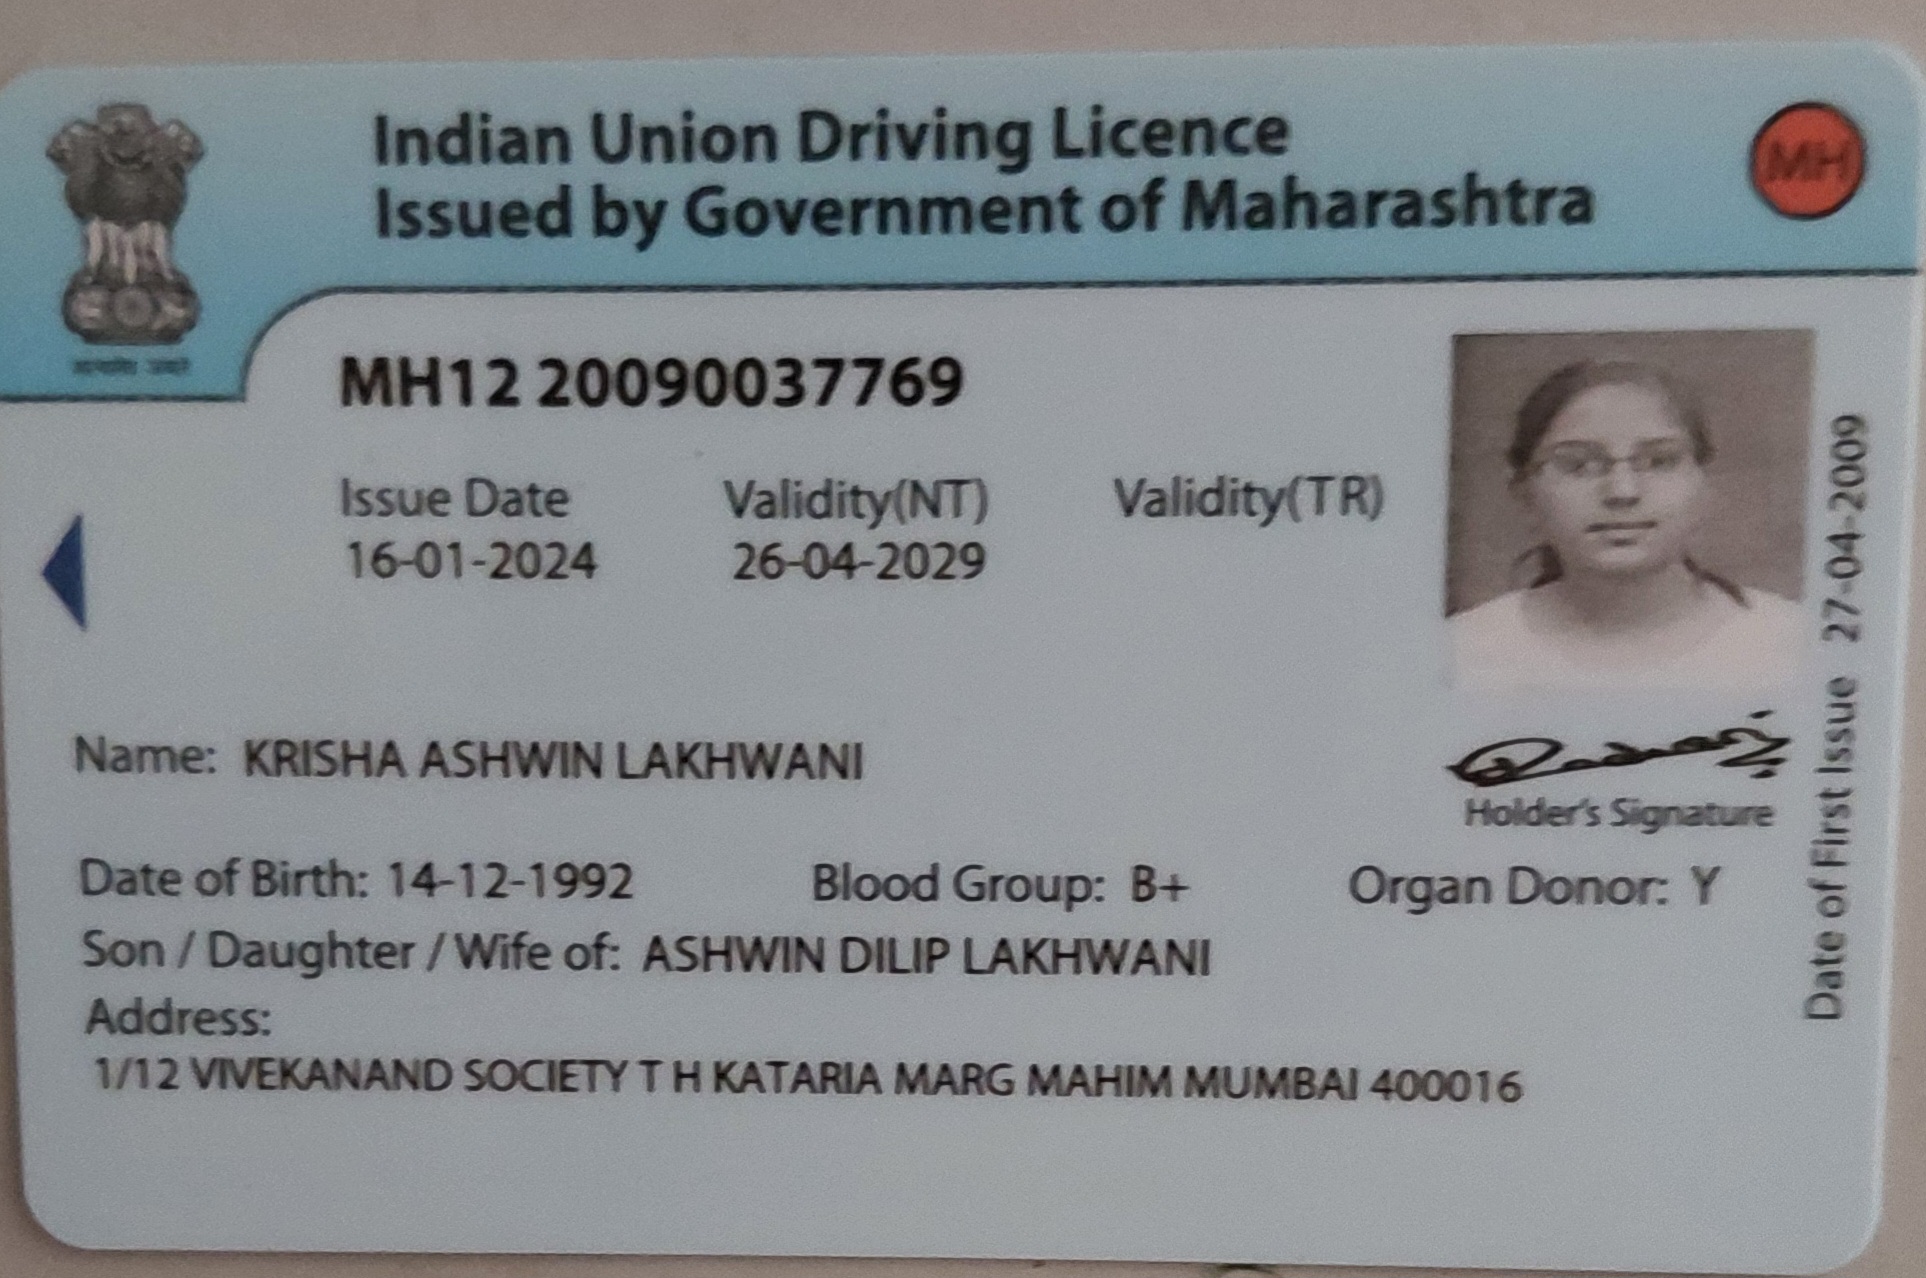 Indian Union Driving Licence
Issued by Government of Maharashtra
MH
MH12 20090037769
Issue Date Validity(NT) Validity(TR)
16-01-2024 26-04-2029
Name: KRISHA ASHWIN LAKHWANI
Holder's Signature
Date of Birth: 14-12-1992 Blood Group: B+ Organ Donor: Y
Son / Daughter / Wife of: ASHWIN DILIP LAKHWANI
Address:
1/12 VIVEKANAND SOCIETY T H KATARIA MARG MAHIM MUMBAI 400016
Date of First Issue 27-04-2009